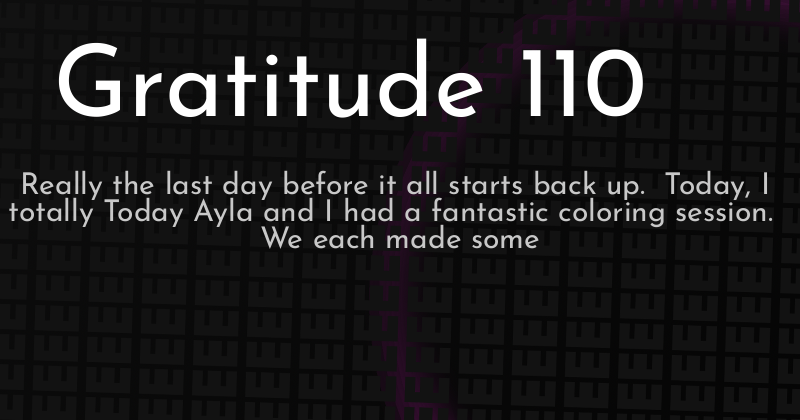 Gratitude 110
Really the last day before it all starts back up.  Today, I
totally Today Ayla and I had a fantastic coloring session.
We each made some